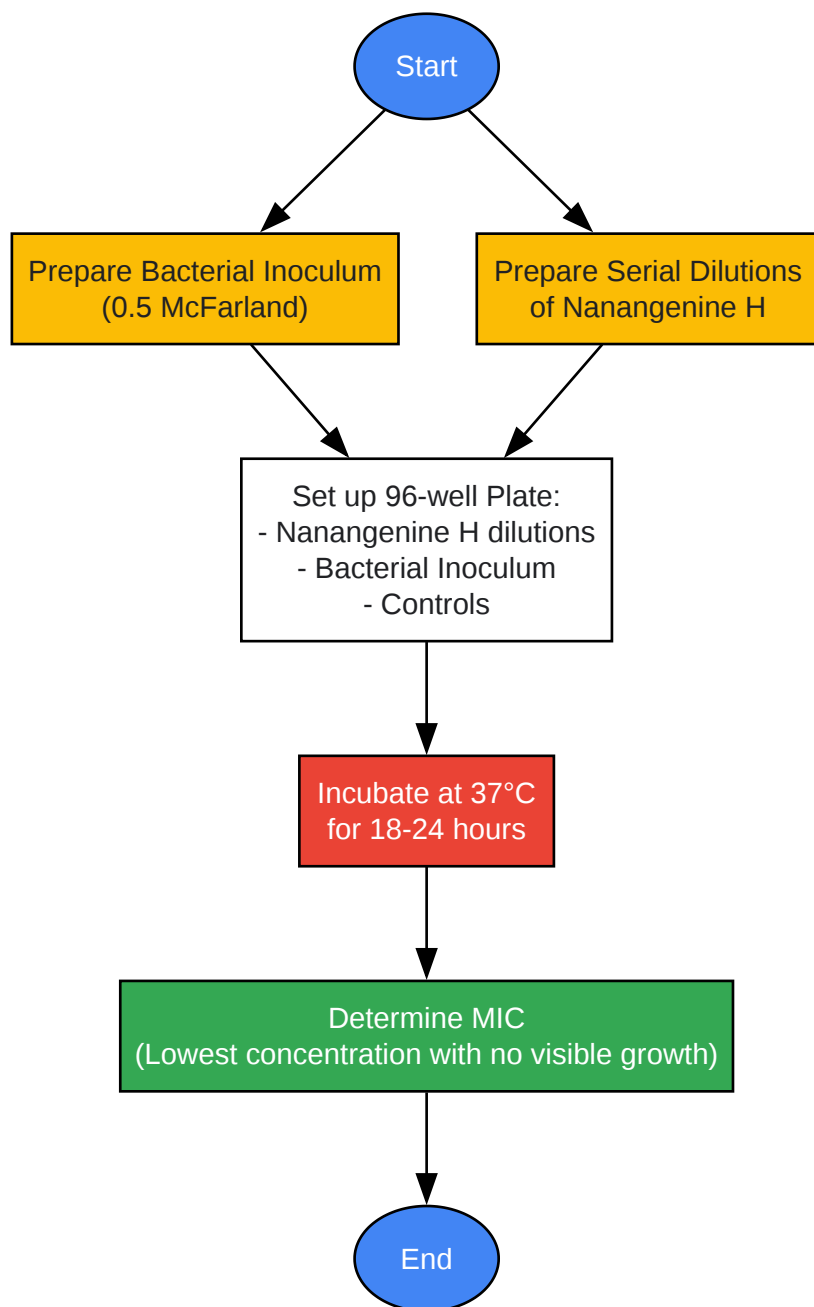 Start
Prepare Bacterial Inoculum
(0.5 McFarland)
Prepare Serial Dilutions
of Nanangenine H
Set up 96-well Plate:
- Nanangenine H dilutions
- Bacterial Inoculum
- Controls
Incubate at 37°C
for 18-24 hours
Determine MIC
(Lowest concentration with no visible growth)
End